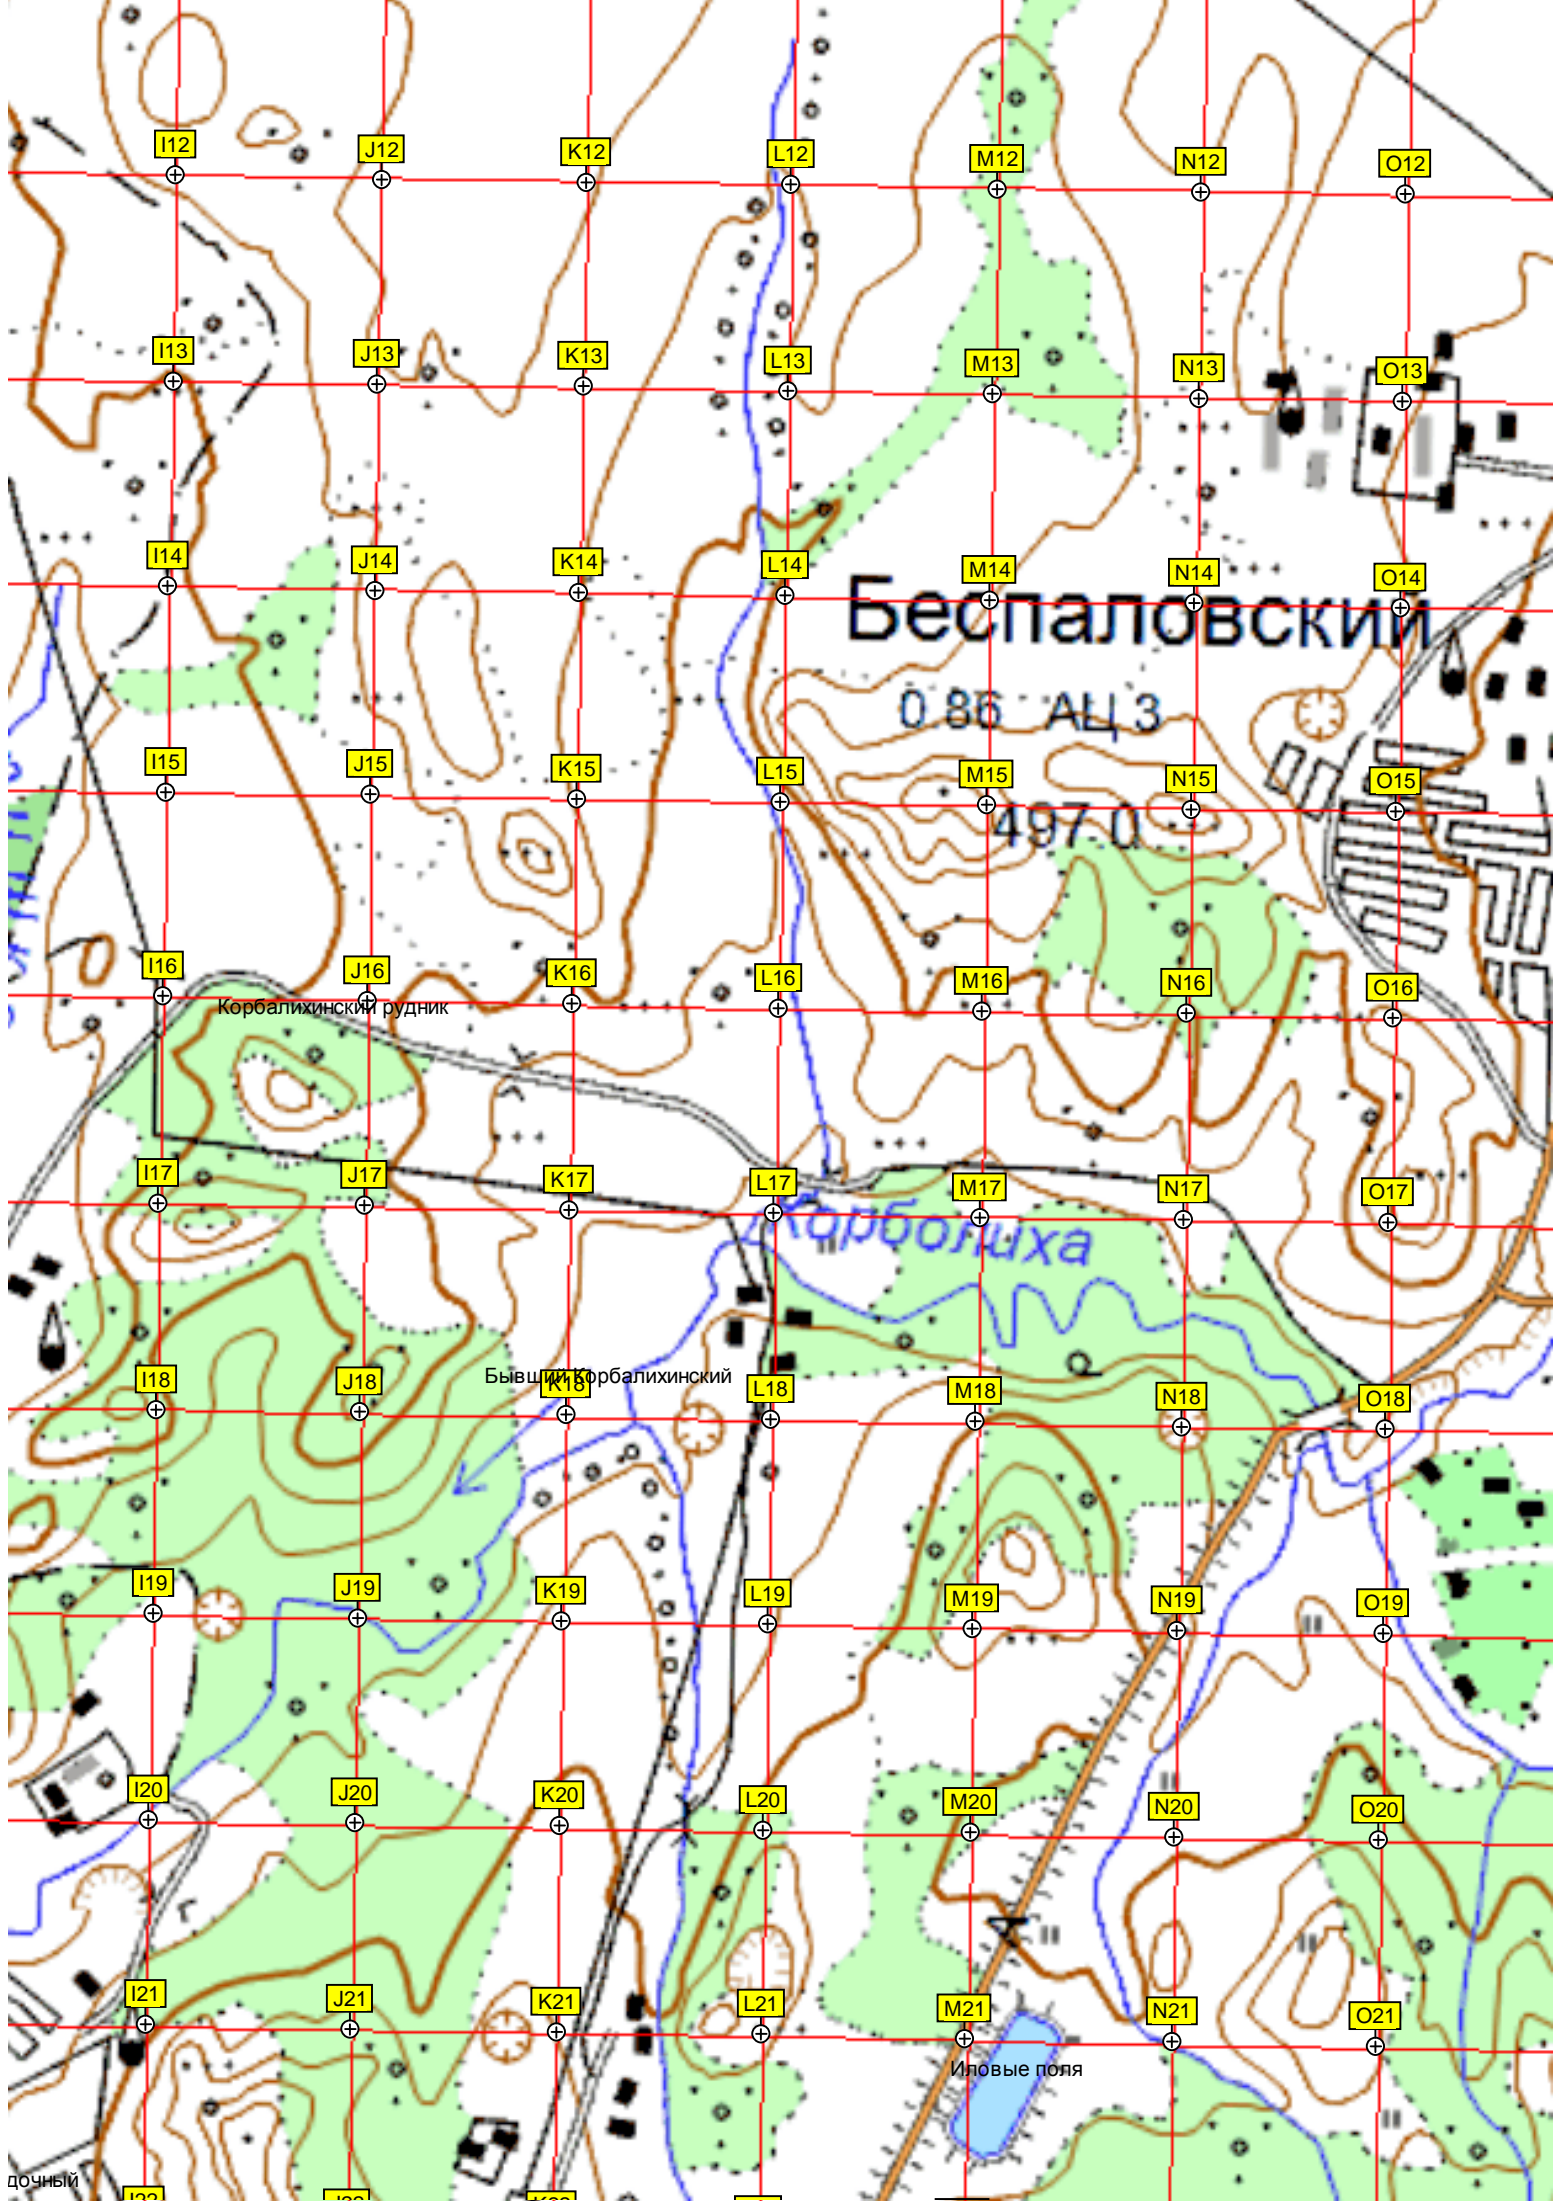 I12 J12 K12 L12 M12 N12 O12
I13 J13 K13 L13 M13 N13 O13
I14 J14 K14 L14 M14 N14 O14
Беспаловский
0.86 АЦ 3
I15 J15 K15 L15 M15 N15 O15
497.0
I16 J16 K16 L16 M16 N16 O16
Корбалихинский рудник
I17 J17 K17 L17 M17 N17 O17
Корболиха
Бывший Корбалихинский
I18 J18 K18 L18 M18 N18 O18
I19 J19 K19 L19 M19 N19 O19
I20 J20 K20 L20 M20 N20 O20
I21 J21 K21 L21 M21 N21 O21
Иловые поля
дочный